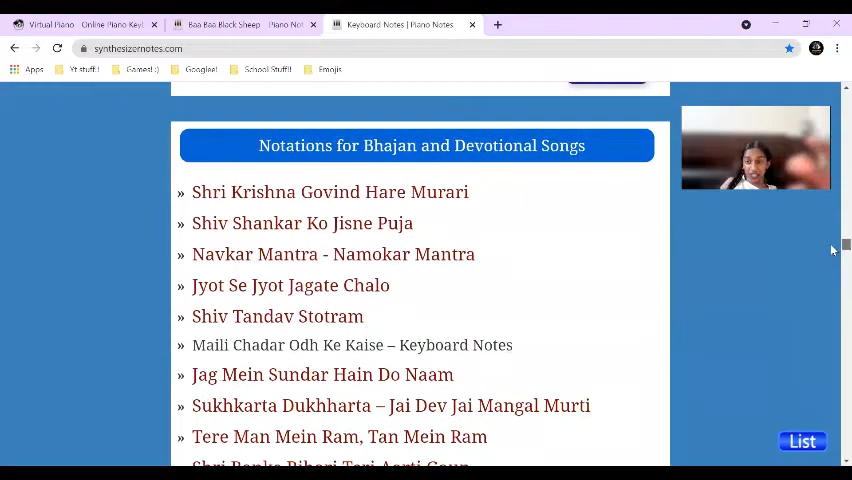 Virtual Piano Online Piano Key
Baa Baa Black Sheep Piano Not
Keyboard Notes | Piano Notes
synthesizernotes.com
Apps
Yt stuff!!
Games! :)
Googlee!
School Stuff!!
Emojis
Notations for Bhajan and Devotional Songs
» Shri Krishna Govind Hare Murari
» Shiv Shankar Ko Jisne Puja
» Navkar Mantra - Namokar Mantra
» Jyot Se Jyot Jagate Chalo
» Shiv Tandav Stotram
» Maili Chadar Odh Ke Kaise – Keyboard Notes
» Jag Mein Sundar Hain Do Naam
» Sukhkarta Dukhharta – Jai Dev Jai Mangal Murti
» Tere Man Mein Ram, Tan Mein Ram
List